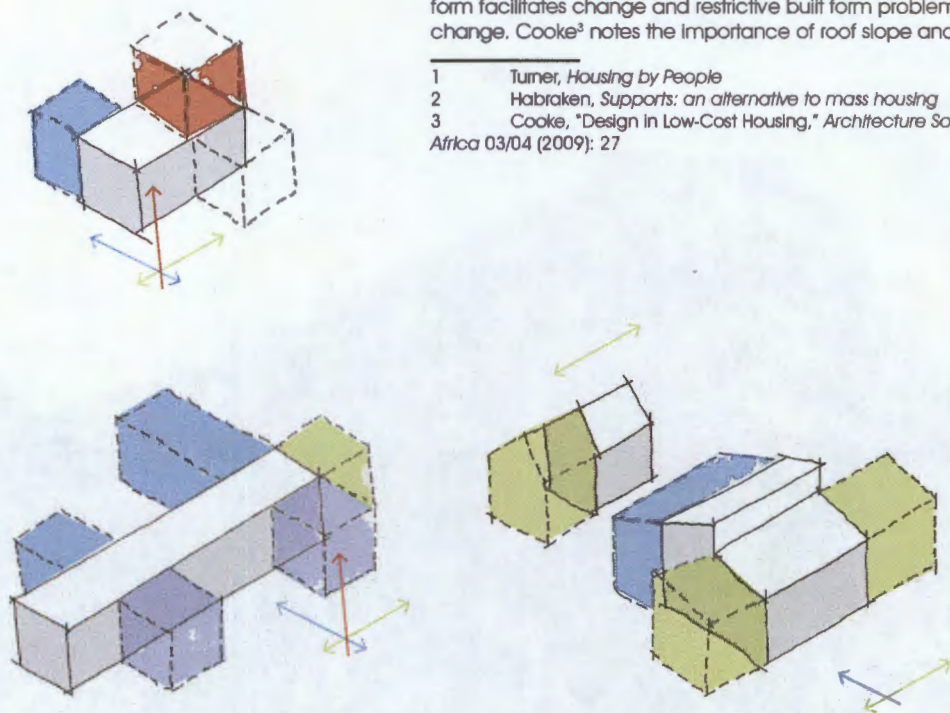 form facilitates change and restrictive built form problem
change. Cooke³ notes the importance of roof slope and
1 Turner, Housing by People
2 Habraken, Supports: an alternative to mass housing
3 Cooke, "Design in Low-Cost Housing," Architecture So
Africa 03/04 (2009): 27